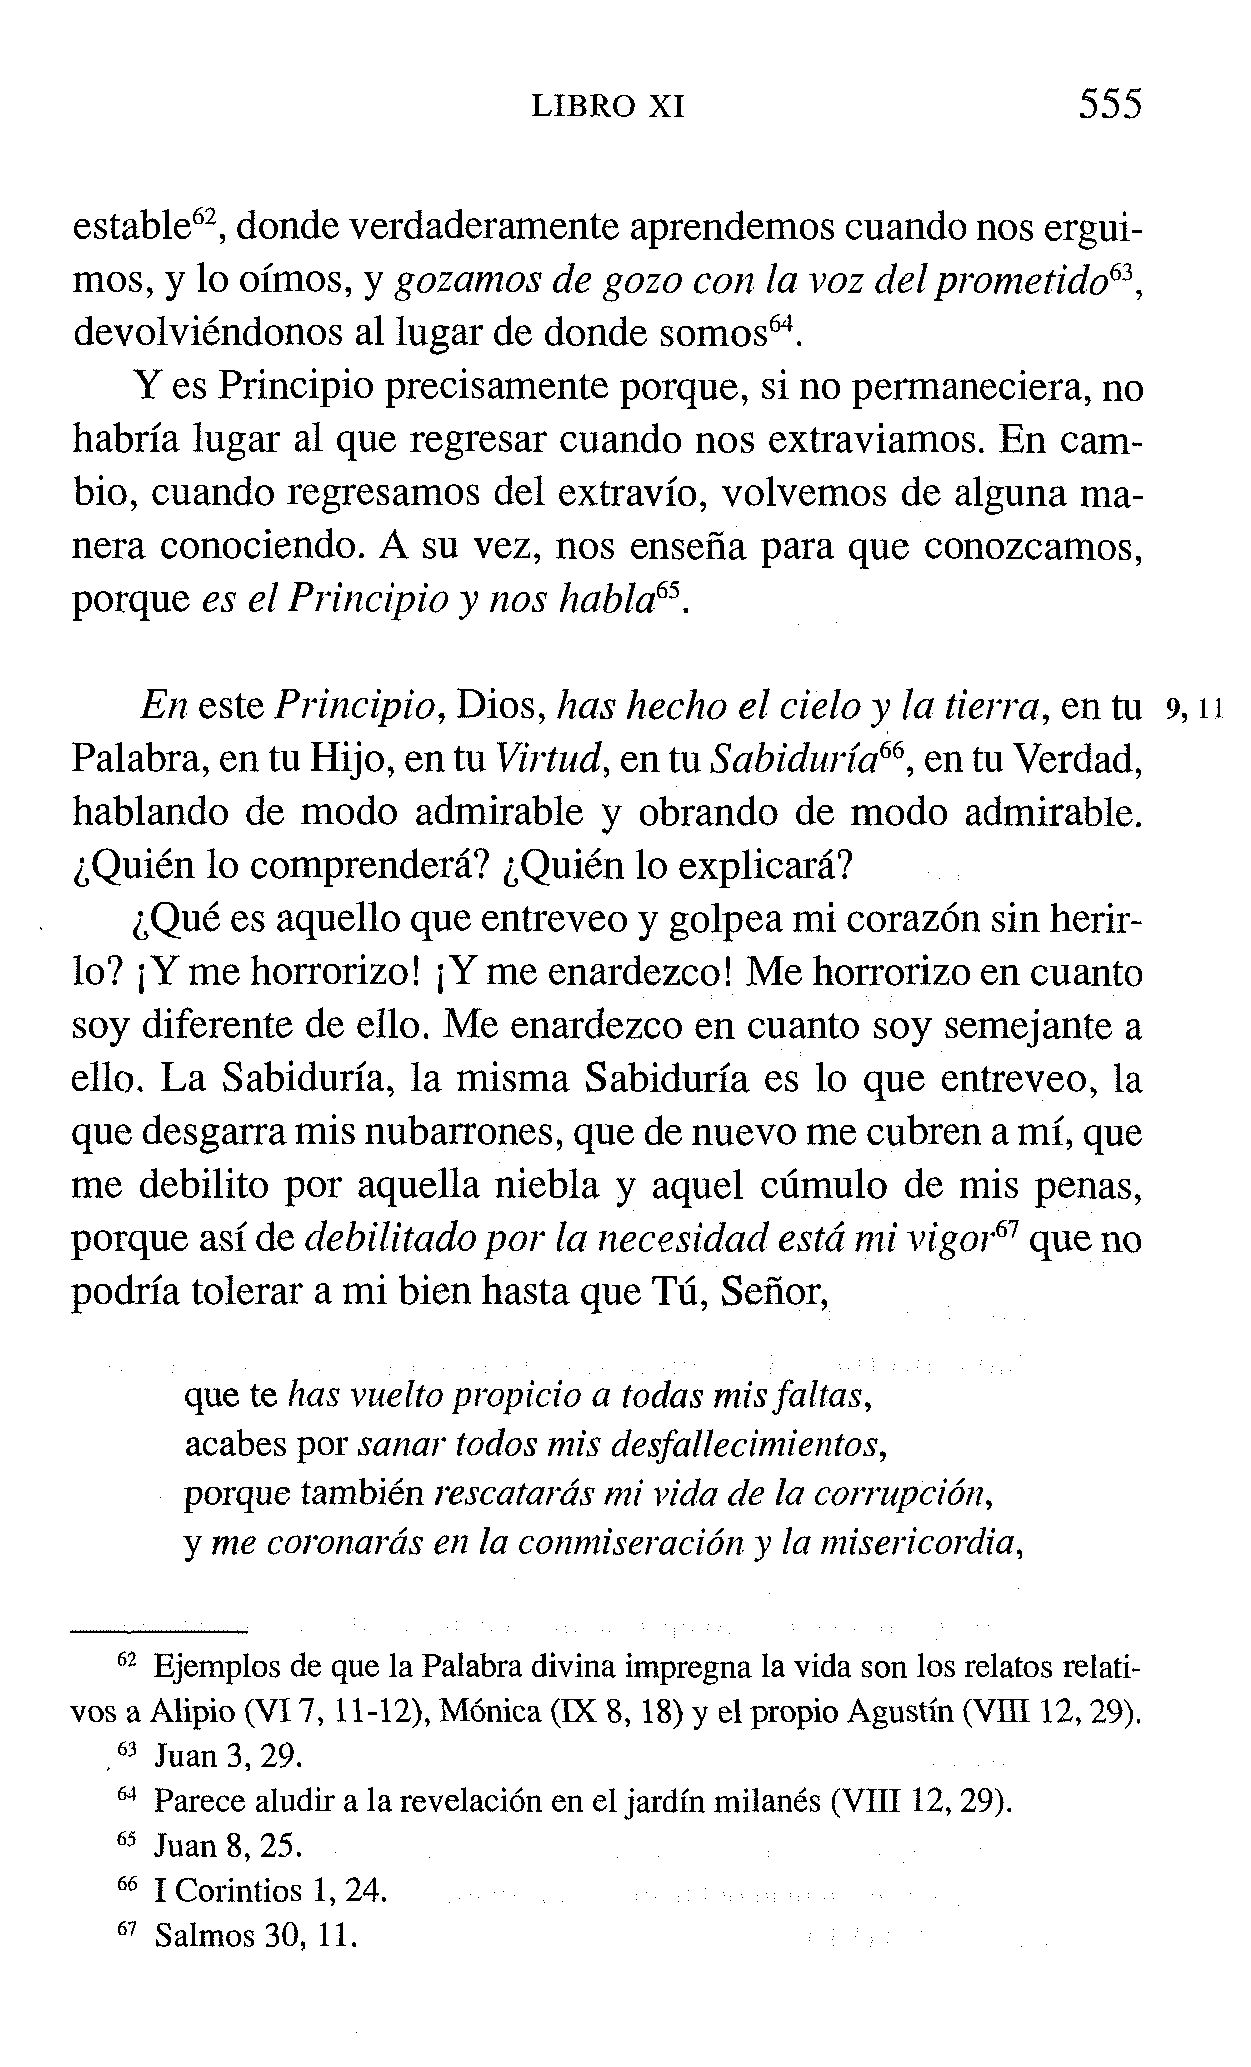 LIBRO XI 555
estable⁶², donde verdaderamente aprendemos cuando nos ergui-
mos, y lo oímos, y gozamos de gozo con la voz del prometido⁶³,
devolviéndonos al lugar de donde somos⁶⁴.
Y es Principio precisamente porque, si no permaneciera, no
habría lugar al que regresar cuando nos extraviamos. En cam-
bio, cuando regresamos del extravío, volvemos de alguna ma-
nera conociendo. A su vez, nos enseña para que conozcamos,
porque es el Principio y nos habla⁶⁵.
En este Principio, Dios, has hecho el cielo y la tierra, en tu 9, 11
Palabra, en tu Hijo, en tu Virtud, en tu Sabiduría⁶⁶, en tu Verdad,
hablando de modo admirable y obrando de modo admirable.
¿Quién lo comprenderá? ¿Quién lo explicará?
¿Qué es aquello que entreveo y golpea mi corazón sin herir-
lo? ¡Y me horrorizo! ¡Y me enardezco! Me horrorizo en cuanto
soy diferente de ello. Me enardezco en cuanto soy semejante a
ello. La Sabiduría, la misma Sabiduría es lo que entreveo, la
que desgarra mis nubarrones, que de nuevo me cubren a mí, que
me debilito por aquella niebla y aquel cúmulo de mis penas,
porque así de debilitado por la necesidad está mi vigor⁶⁷ que no
podría tolerar a mi bien hasta que Tú, Señor,
que te has vuelto propicio a todas mis faltas,
acabes por sanar todos mis desfallecimientos,
porque también rescatarás mi vida de la corrupción,
y me coronarás en la conmiseración y la misericordia,
⁶² Ejemplos de que la Palabra divina impregna la vida son los relatos relati-
vos a Alipio (VI 7, 11-12), Mónica (IX 8, 18) y el propio Agustín (VIII 12, 29).
⁶³ Juan 3, 29.
⁶⁴ Parece aludir a la revelación en el jardín milanés (VIII 12, 29).
⁶⁵ Juan 8, 25.
⁶⁶ I Corintios 1, 24.
⁶⁷ Salmos 30, 11.